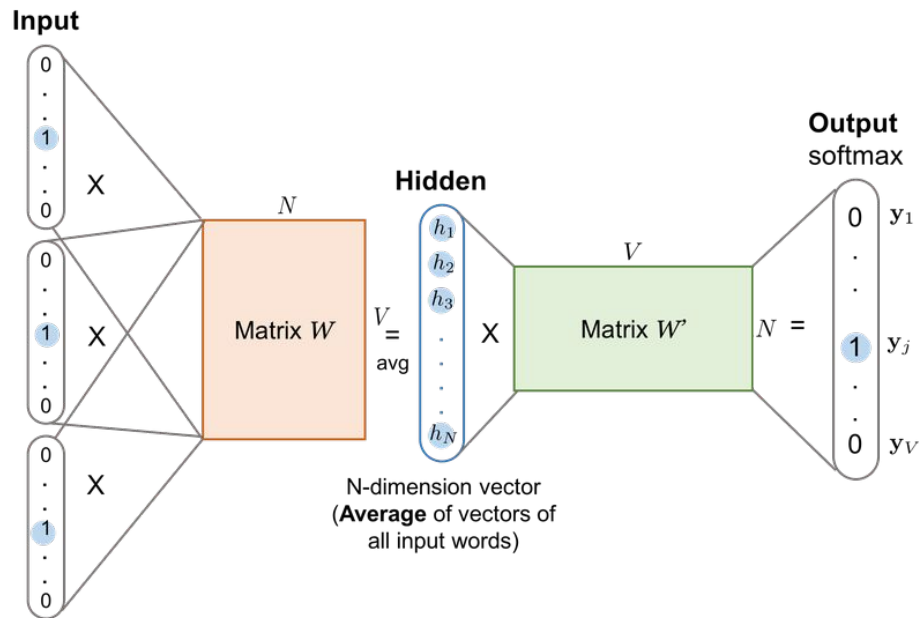 Input
0
.
.
1
.
.
0
X
0
.
.
1
.
.
0
X
0
.
.
1
.
.
0
X
N
Matrix W
V
=
avg
Hidden
h1
h2
h3
.
.
.
.
hN
N-dimension vector
(Average of vectors of
all input words)
X
V
Matrix W'
N =
Output
softmax
0 y1
.
.
1 yj
.
.
0 yV